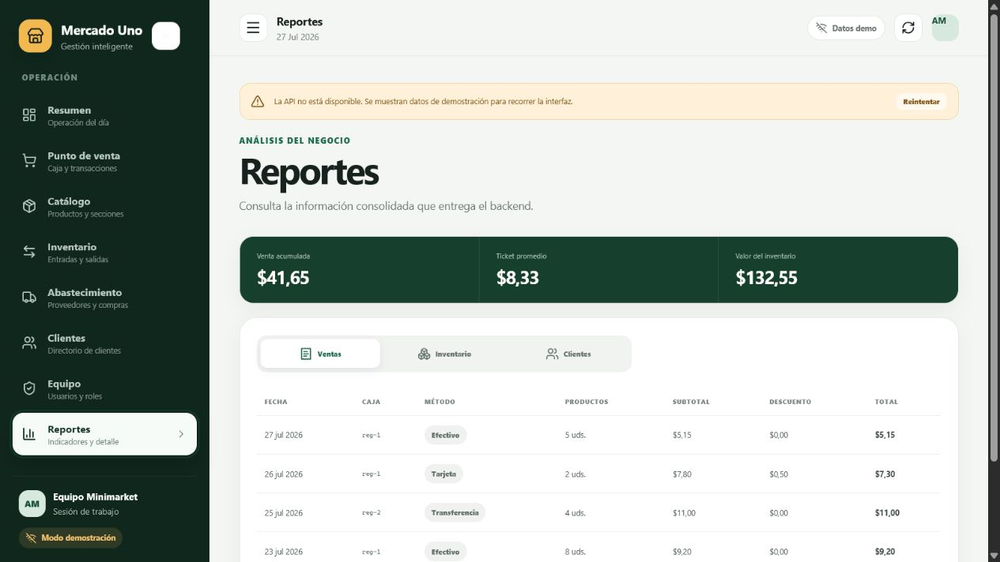 Mercado Uno
Gestión inteligente
OPERACIÓN
Resumen
Operación del día
Punto de venta
Caja y transacciones
Catálogo
Productos y secciones
Inventario
Entradas y salidas
Abastecimiento
Proveedores y compras
Clientes
Directorio de clientes
Equipo
Usuarios y roles
Reportes
Indicadores y detalle
AM
Equipo Minimarket
Sesión de trabajo
Modo demostración
Reportes
27 Jul 2026
Datos demo
AM
La API no está disponible. Se muestran datos de demostración para recorrer la interfaz.
Reintentar
ANÁLISIS DEL NEGOCIO
Reportes
Consulta la información consolidada que entrega el backend.
Venta acumulada
$41,65
Ticket promedio
$8,33
Valor del inventario
$132,55
Ventas
Inventario
Clientes
FECHA CAJA MÉTODO PRODUCTOS SUBTOTAL DESCUENTO TOTAL
27 jul 2026 reg-1 Efectivo 5 uds. $5,15 $0,00 $5,15
26 jul 2026 reg-1 Tarjeta 2 uds. $7,80 $0,50 $7,30
25 jul 2026 reg-2 Transferencia 4 uds. $11,00 $0,00 $11,00
23 jul 2026 reg-1 Efectivo 8 uds. $9,20 $0,00 $9,20